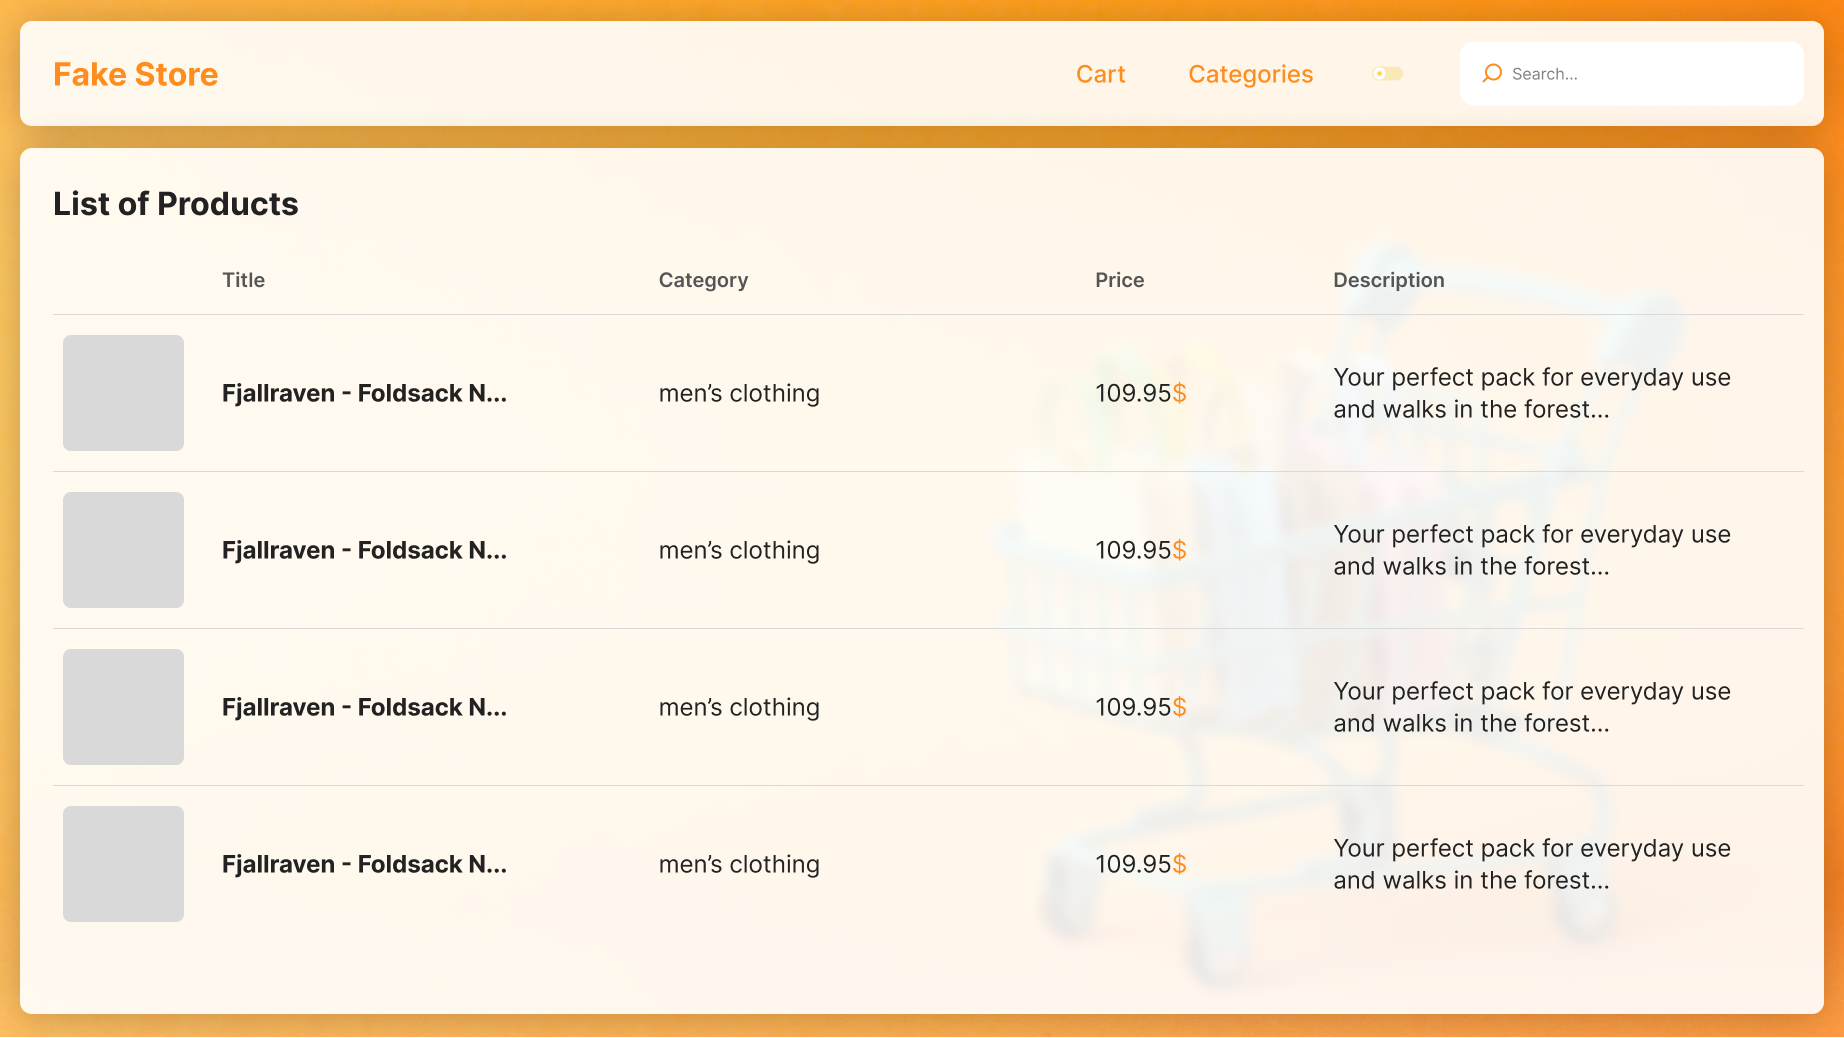 Fake Store
Cart
Categories
Search...
List of Products
Title
Category
Price
Description
Fjallraven - Foldsack N...
men’s clothing
109.95$
Your perfect pack for everyday use
and walks in the forest...
Fjallraven - Foldsack N...
men’s clothing
109.95$
Your perfect pack for everyday use
and walks in the forest...
Fjallraven - Foldsack N...
men’s clothing
109.95$
Your perfect pack for everyday use
and walks in the forest...
Fjallraven - Foldsack N...
men’s clothing
109.95$
Your perfect pack for everyday use
and walks in the forest...